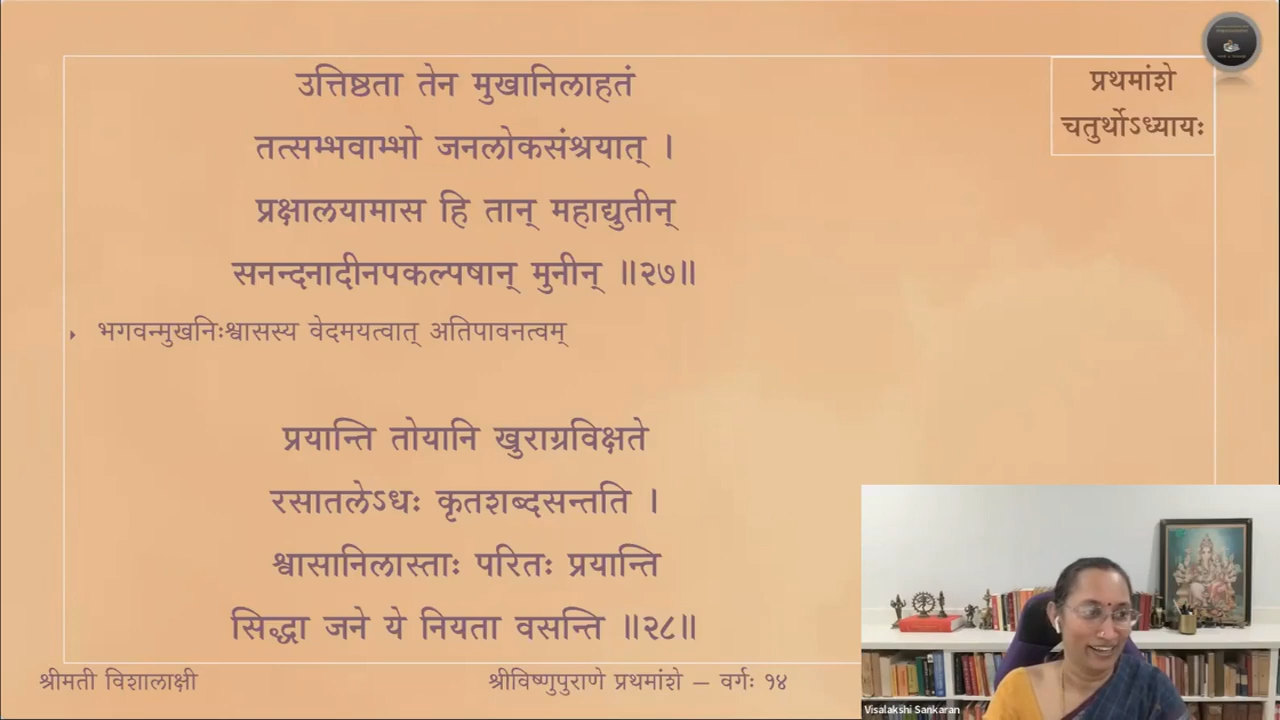 उत्तिष्ठता तेन मुखानिलाहतं
तत्सम्भवाम्भो जनलोकसंश्रयात् ।
प्रक्षालयामास हि तान् महाद्युतीन्
सनन्दनादीनपकल्पषान् मुनीन् ॥२७॥
भगवन्मुखनिःश्वासस्य वेदमयत्वात् अतिपावनत्वम्
प्रयान्ति तोयानि खुराग्रविक्षते
रसातलेऽधः कृतशब्दसन्तति ।
श्वासानिलास्ताः परितः प्रयान्ति
सिद्धा जने ये नियता वसन्ति ॥२८॥
प्रथमांशे
चतुर्थोऽध्यायः
श्रीमती विशालाक्षी
श्रीविष्णुपुराणे प्रथमांशे – वर्गः १४
Visalakshi Sankaran